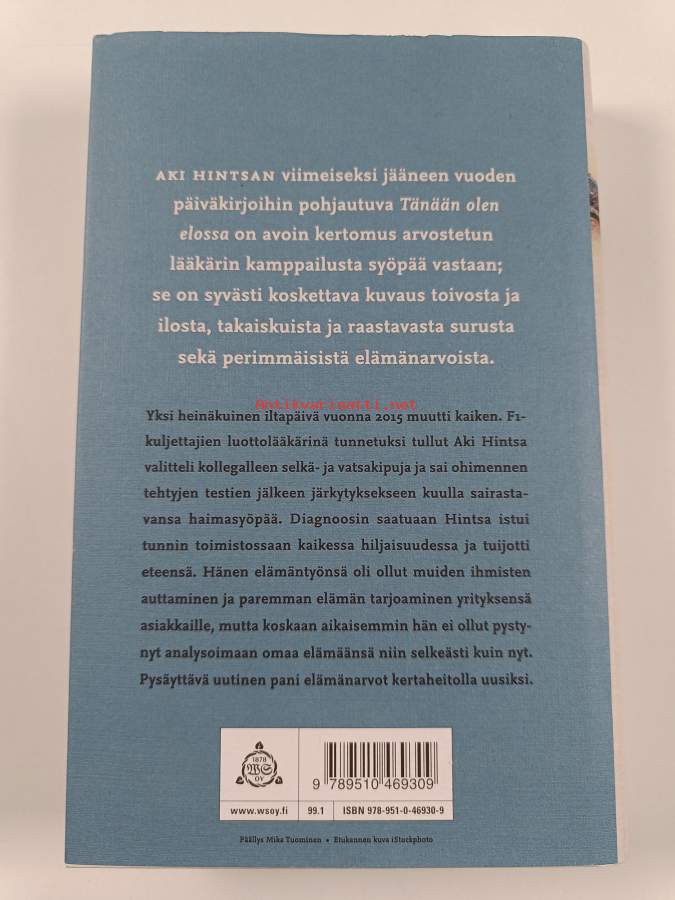 AKI HINTSAN viimeiseksi jääneen vuoden
päiväkirjoihin pohjautuva Tänään olen
elossa on avoin kertomus arvostetun
lääkärin kamppailusta syöpää vastaan;
se on syvästi koskettava kuvaus toivosta ja
ilosta, takaiskuista ja raastavasta surusta
sekä perimmäisistä elämänarvoista.
Antikvariaatti.net
Yksi heinäkuinen iltapäivä vuonna 2015 muutti kaiken. F1-
kuljettajien luottolääkärinä tunnetuksi tullut Aki Hintsa
valitteli kollegalleen selkä- ja vatsakipuja ja sai ohimennen
tehtyjen testien jälkeen järkytyksekseen kuulla sairasta-
vansa haimasyöpää. Diagnoosin saatuaan Hintsa istui
tunnin toimistossaan kaikessa hiljaisuudessa ja tuijotti
eteensä. Hänen elämäntyönsä oli ollut muiden ihmisten
auttaminen ja paremman elämän tarjoaminen yrityksensä
asiakkaille, mutta koskaan aikaisemmin hän ei ollut pysty-
nyt analysoimaan omaa elämäänsä niin selkeästi kuin nyt.
Pysäyttävä uutinen pani elämänarvot kertaheitolla uusiksi.
1878
WS
OY
9 789510 469309
www.wsoy.fi 99.1 ISBN 978-951-0-46930-9
Päällys Mika Tuominen • Etukannen kuva iStockphoto